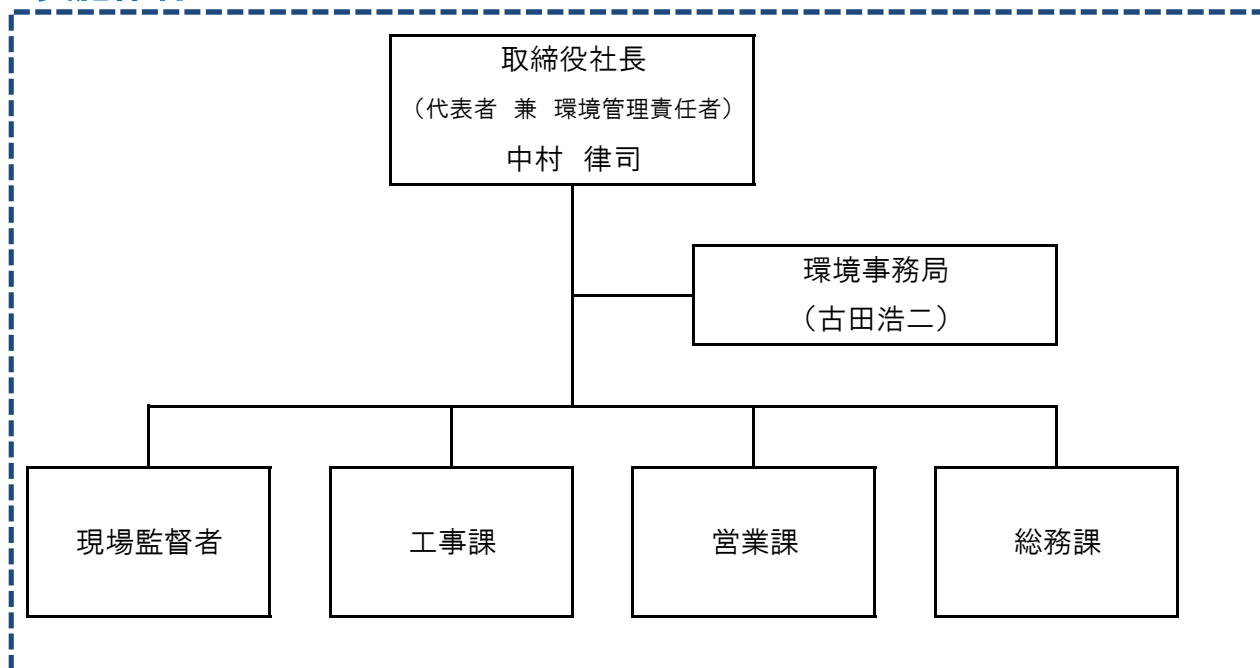 取締役社長
（代表者 兼 環境管理責任者）
中村 律司
環境事務局
（古田浩二）
現場監督者
工事課
営業課
総務課